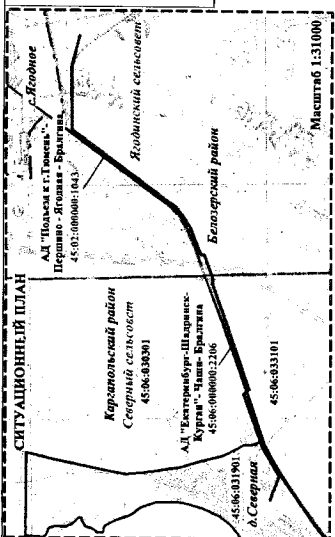 СИТУАЦИОННЫЙ ПЛАН
с.Ягодное
АД "Подъезд к г.Тюмень"-
Першино - Ягодная - Бралгина
45:02:000000:1043
Ягодинский сельсовет
Каргапольский район
Северный сельсовет
45:06:030301
Белозерский район
АД "Екатеринбург-Шадринск-
Курган"- Чаши- Бралгина
45:06:000000:2206
45:06:031901
д.Северная
45:06:033101
Масштаб 1:31000